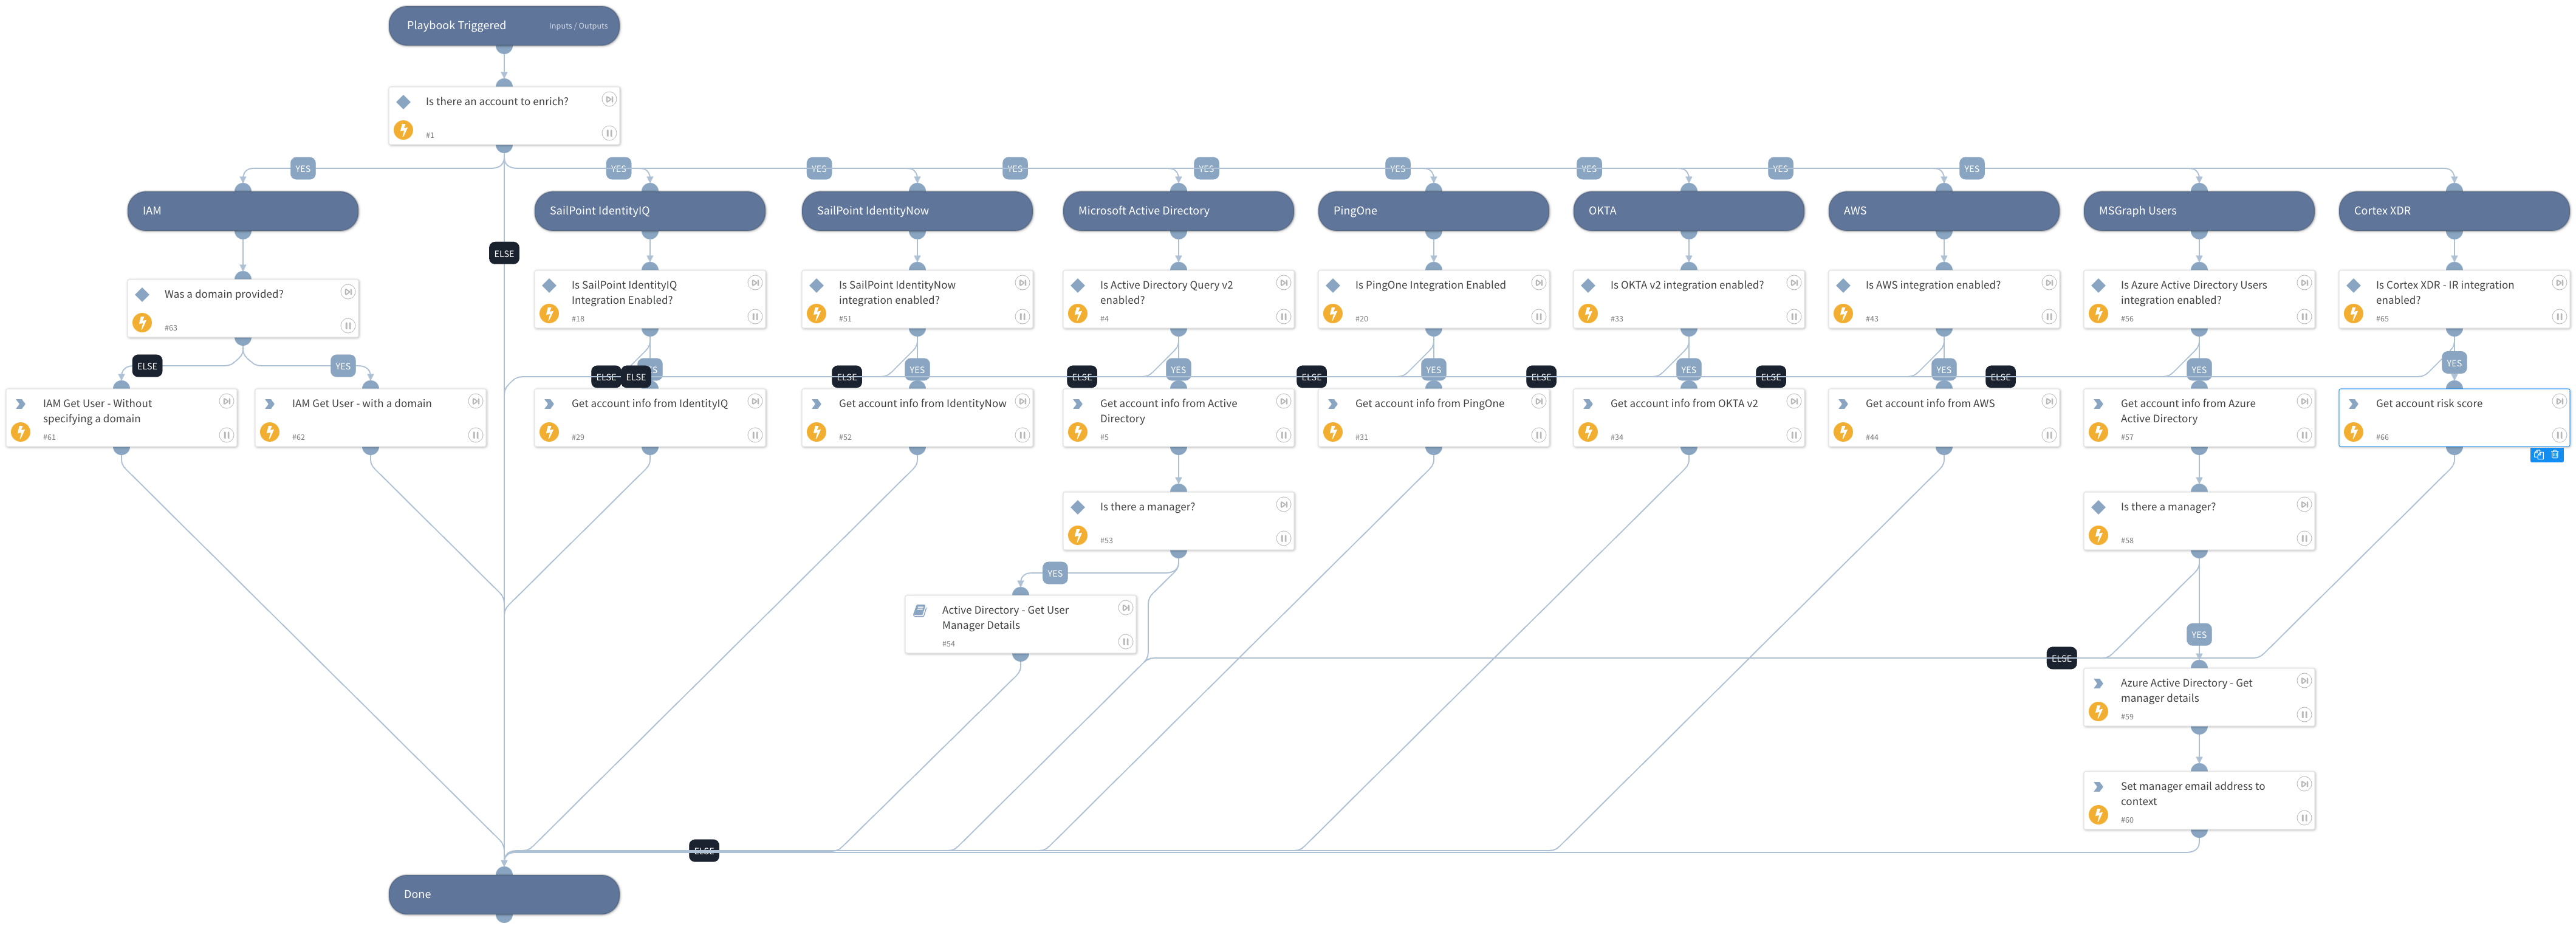 Playbook Triggered Inputs / Outputs
Is there an account to enrich?
#1
YES YES YES YES YES YES YES YES YES
IAM
SailPoint IdentityIQ
SailPoint IdentityNow
Microsoft Active Directory
PingOne
OKTA
AWS
MSGraph Users
Cortex XDR
ELSE
Was a domain provided?
#63
Is SailPoint IdentityIQ
Integration Enabled?
#18
Is SailPoint IdentityNow
integration enabled?
#51
Is Active Directory Query v2
enabled?
#4
Is PingOne Integration Enabled
#20
Is OKTA v2 integration enabled?
#33
Is AWS integration enabled?
#43
Is Azure Active Directory Users
integration enabled?
#56
Is Cortex XDR - IR integration
enabled?
#65
ELSE YES
ELSE ELSE ELSE YES ELSE YES ELSE YES ELSE YES ELSE YES ELSE YES YES
IAM Get User - Without
specifying a domain
#61
IAM Get User - with a domain
#62
Get account info from IdentityIQ
#29
Get account info from IdentityNow
#52
Get account info from Active
Directory
#5
Get account info from PingOne
#31
Get account info from OKTA v2
#34
Get account info from AWS
#44
Get account info from Azure
Active Directory
#57
Get account risk score
#66
Is there a manager?
#53
Is there a manager?
#58
YES
Active Directory - Get User
Manager Details
#54
YES
ELSE
Azure Active Directory - Get
manager details
#59
Set manager email address to
context
#60
ELSE
Done